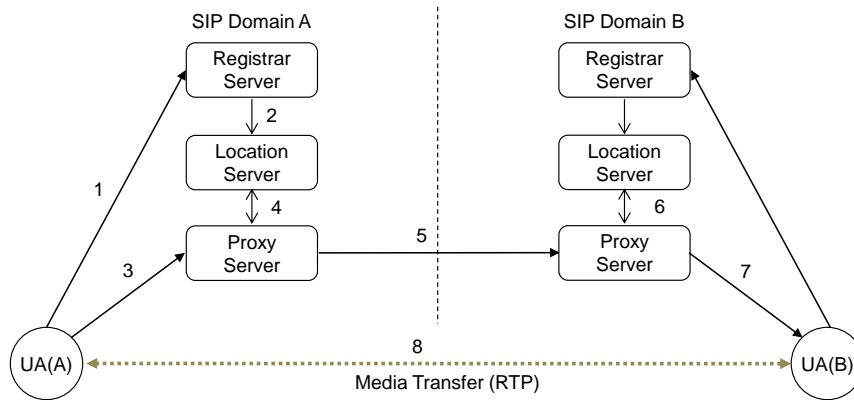 SIP Domain A
SIP Domain B
Registrar
Server
Registrar
Server
2
Location
Server
Location
Server
1
4
6
Proxy
Server
Proxy
Server
3
5
7
UA(A)
8
UA(B)
Media Transfer (RTP)